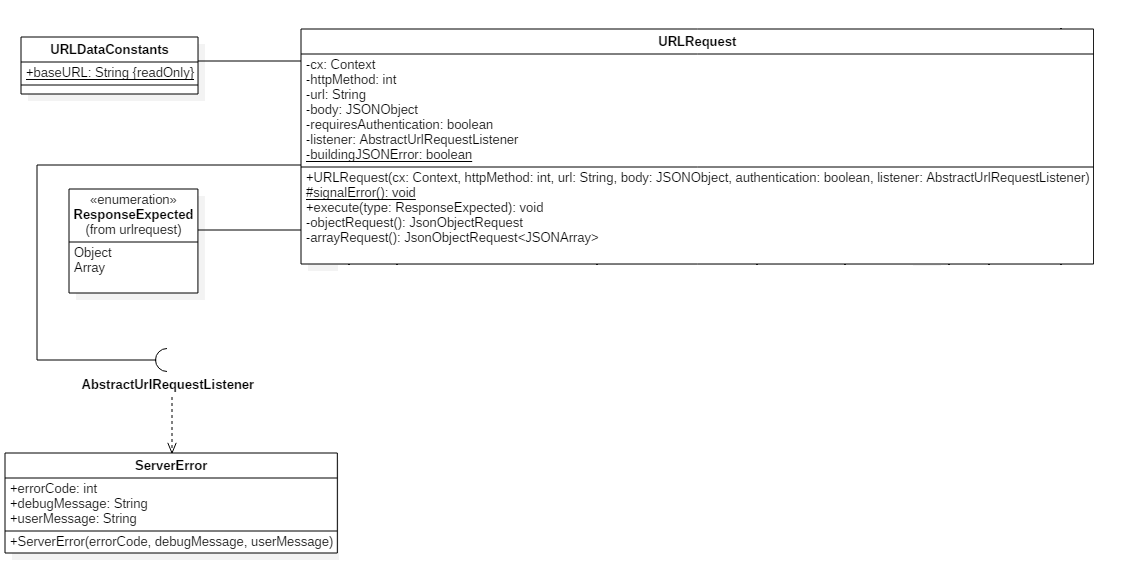 URLDataConstants
+baseURL: String {readOnly}
URLRequest
-cx: Context
-httpMethod: int
-url: String
-body: JSONObject
-requiresAuthentication: boolean
-listener: AbstractUrlRequestListener
-buildingJSONError: boolean
+URLRequest(cx: Context, httpMethod: int, url: String, body: JSONObject, authentication: boolean, listener: AbstractUrlRequestListener)
#signalError(): void
+execute(type: ResponseExpected): void
-objectRequest(): JsonObjectRequest
-arrayRequest(): JsonObjectRequest<JSONArray>
«enumeration»
ResponseExpected
(from urlrequest)
Object
Array
AbstractUrlRequestListener
ServerError
+errorCode: int
+debugMessage: String
+userMessage: String
+ServerError(errorCode, debugMessage, userMessage)